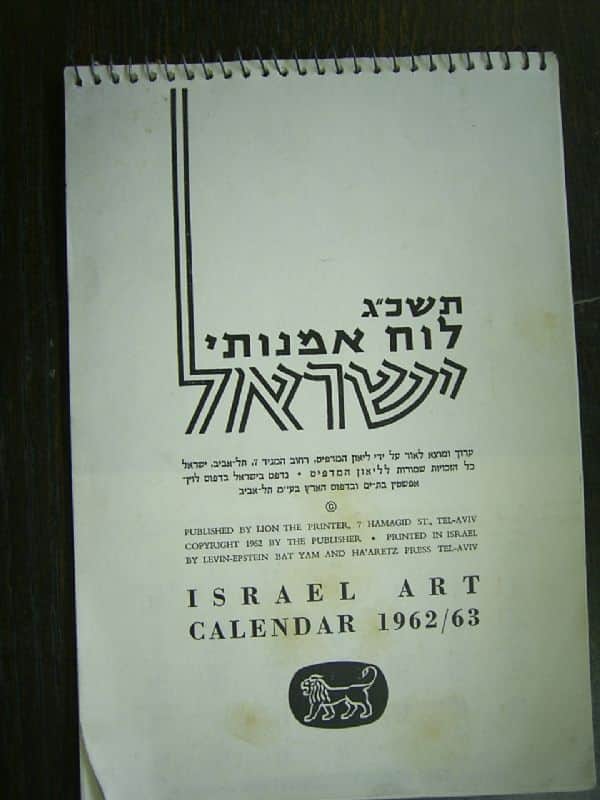 תשכ"ג
לוח אמנותי
ישראל
ערוך ומוצא לאור על ידי ליאון המדפיס, רחוב המגיד 7, תל-אביב, ישראל
כל הזכויות שמורות לליאון המדפיס • נדפס בישראל בדפוס לוין־
אפשטין בת-ים ובדפוס הארץ בע"מ תל-אביב
©
PUBLISHED BY LION THE PRINTER, 7 HAMAGID ST., TEL-AVIV
COPYRIGHT 1962 BY THE PUBLISHER • PRINTED IN ISRAEL
BY LEVIN-EPSTEIN BAT YAM AND HA'ARETZ PRESS TEL-AVIV
ISRAEL ART
CALENDAR 1962/63